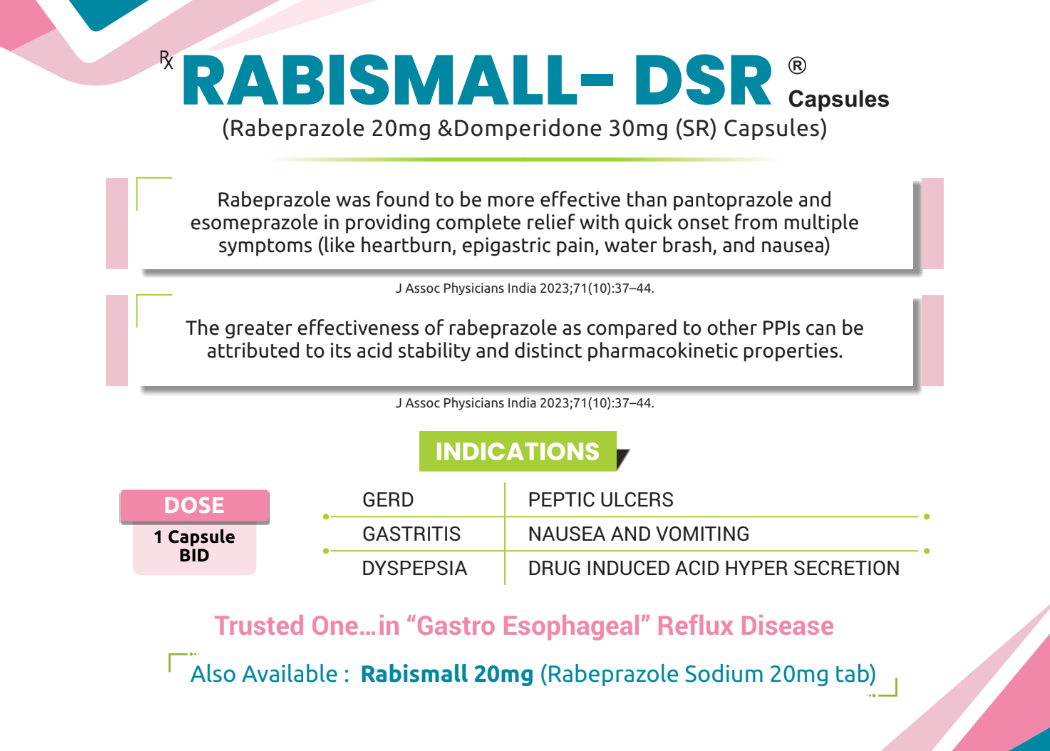 Rx RABISMALL- DSR ®
Capsules
(Rabeprazole 20mg &Domperidone 30mg (SR) Capsules)
Rabeprazole was found to be more effective than pantoprazole and
esomeprazole in providing complete relief with quick onset from multiple
symptoms (like heartburn, epigastric pain, water brash, and nausea)
J Assoc Physicians India 2023;71(10):37–44.
The greater effectiveness of rabeprazole as compared to other PPIs can be
attributed to its acid stability and distinct pharmacokinetic properties.
J Assoc Physicians India 2023;71(10):37–44.
INDICATIONS
DOSE
1 Capsule
BID
GERD PEPTIC ULCERS
GASTRITIS NAUSEA AND VOMITING
DYSPEPSIA DRUG INDUCED ACID HYPER SECRETION
Trusted One...in “Gastro Esophageal” Reflux Disease
Also Available : Rabismall 20mg (Rabeprazole Sodium 20mg tab)